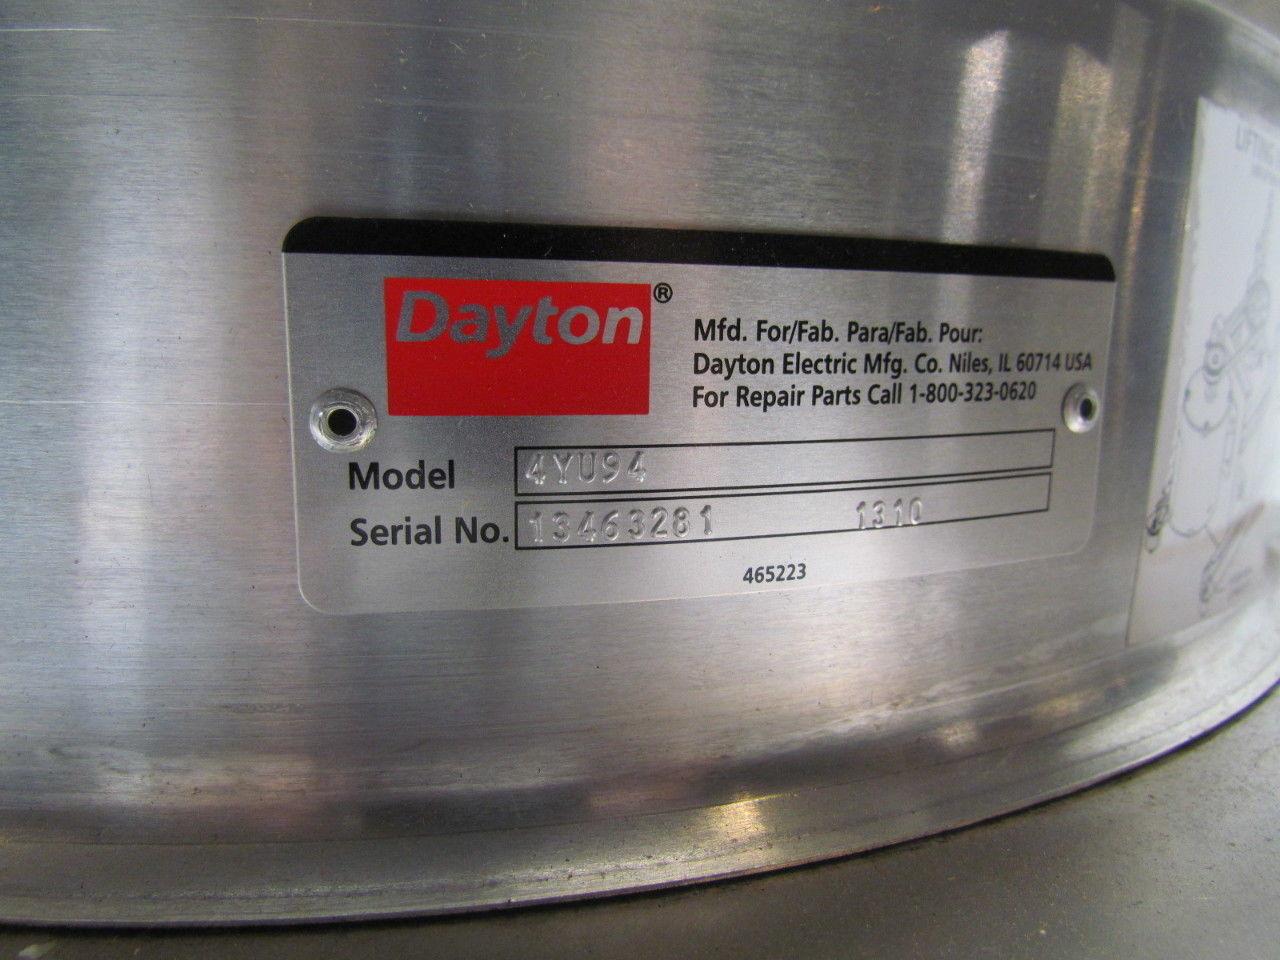 Dayton®
Mfd. For/Fab. Para/Fab. Pour:
Dayton Electric Mfg. Co. Niles, IL 60714 USA
For Repair Parts Call 1-800-323-0620
Model 4YU94
Serial No. 13463281 1310
465223
LIFTING